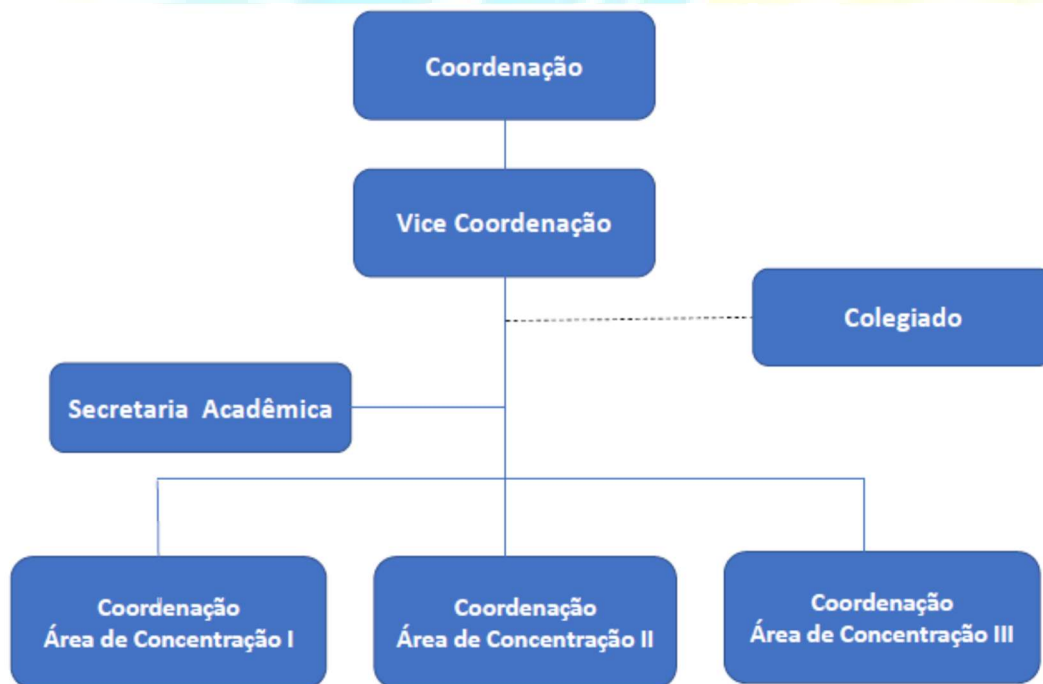 Coordenação
Vice Coordenação
Colegiado
Secretaria Acadêmica
Coordenação
Área de Concentração I
Coordenação
Área de Concentração II
Coordenação
Área de Concentração III